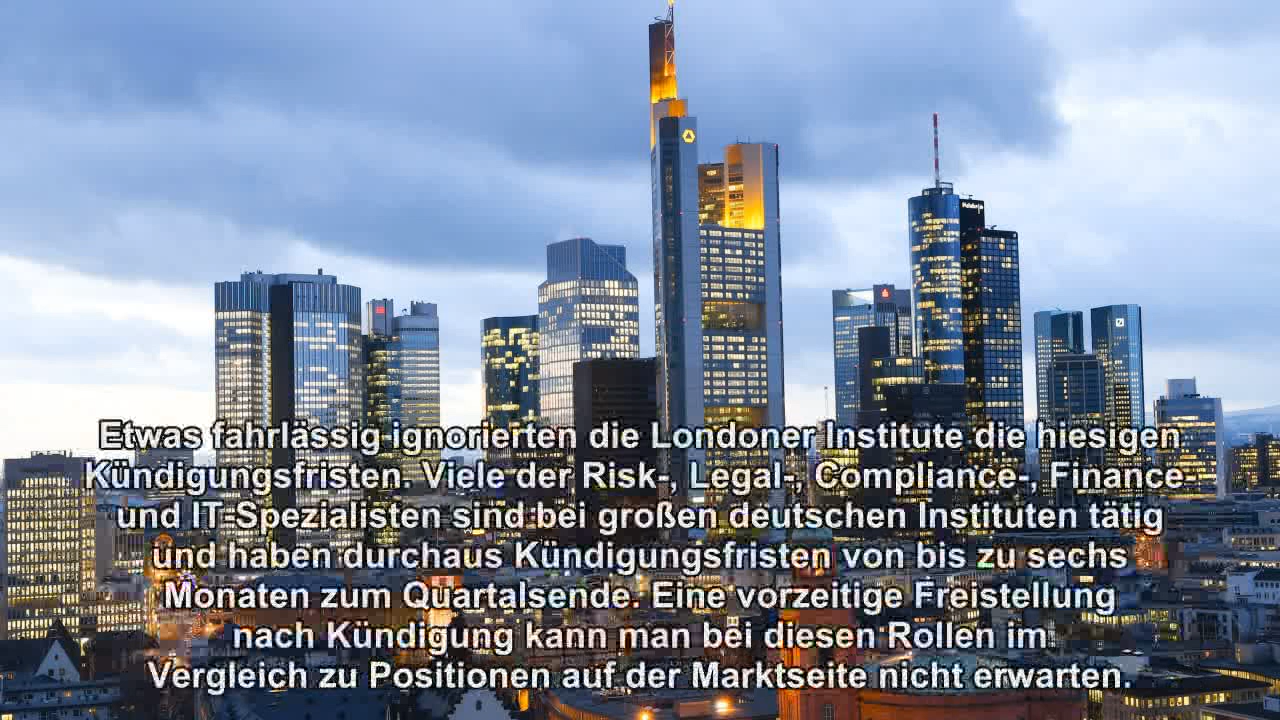 Etwas fahrlässig ignorierten die Londoner Institute die hiesigen
Kündigungsfristen. Viele der Risk-, Legal-, Compliance-, Finance
und IT-Spezialisten sind bei großen deutschen Instituten tätig
und haben durchaus Kündigungsfristen von bis zu sechs
Monaten zum Quartalsende. Eine vorzeitige Freistellung
nach Kündigung kann man bei diesen Rollen im
Vergleich zu Positionen auf der Marktseite nicht erwarten.